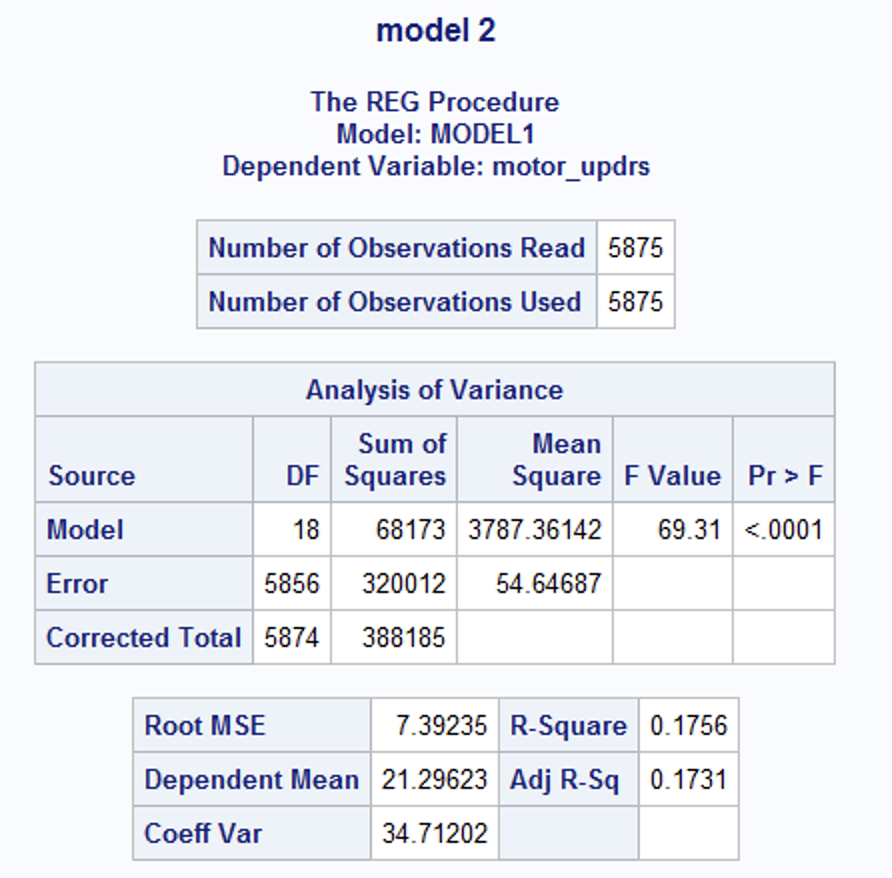 model 2
The REG Procedure
Model: MODEL1
Dependent Variable: motor_updrs
Number of Observations Read 5875
Number of Observations Used 5875
Analysis of Variance
Source DF Sum of Squares Mean Square F Value Pr > F
Model 18 68173 3787.36142 69.31 <.0001
Error 5856 320012 54.64687
Corrected Total 5874 388185
Root MSE 7.39235 R-Square 0.1756
Dependent Mean 21.29623 Adj R-Sq 0.1731
Coeff Var 34.71202